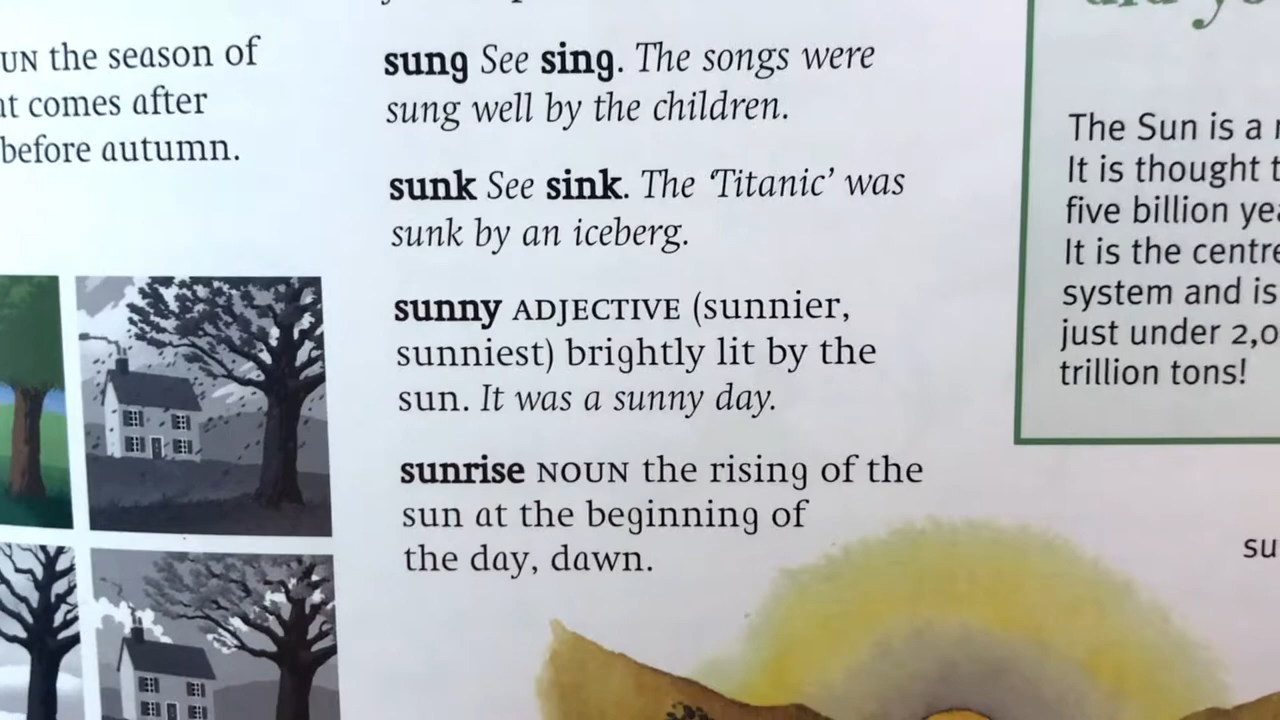 UN the season of
at comes after
before autumn.
sung See sing. The songs were
sung well by the children.
sunk See sink. The ‘Titanic’ was
sunk by an iceberg.
sunny ADJECTIVE (sunnier,
sunniest) brightly lit by the
sun. It was a sunny day.
sunrise NOUN the rising of the
sun at the beginning of
the day, dawn.
The Sun is a
It is thought
five billion
It is the centre
system and is
just under 2,0
trillion tons!
su